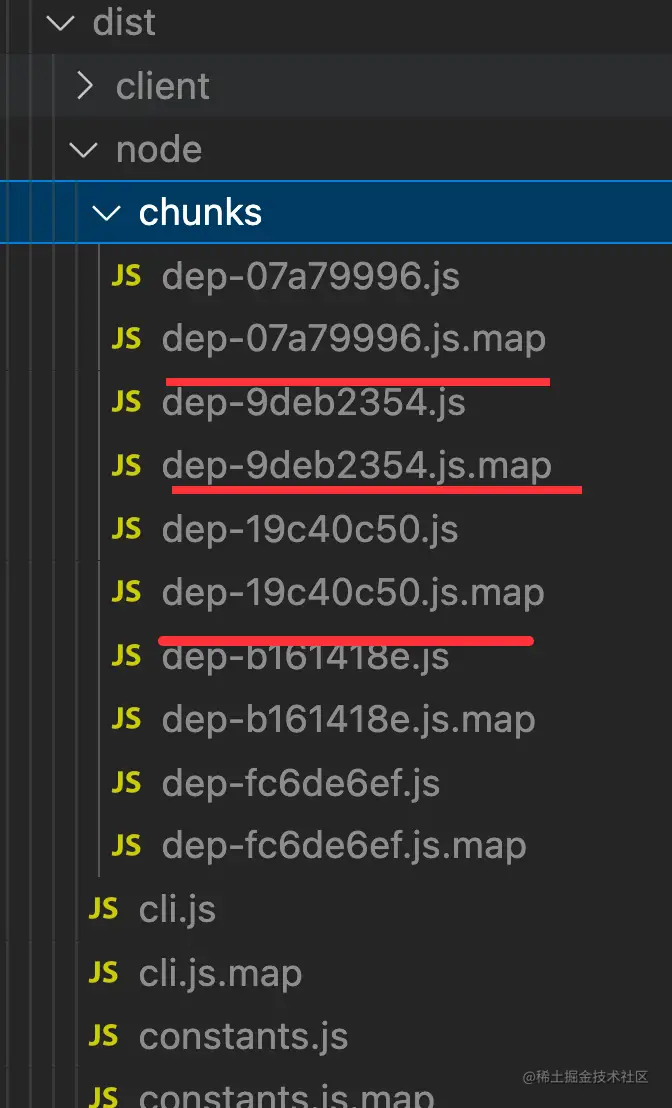 dist
client
node
chunks
JS dep-07a79996.js
JS dep-07a79996.js.map
JS dep-9deb2354.js
JS dep-9deb2354.js.map
JS dep-19c40c50.js
JS dep-19c40c50.js.map
JS dep-b161418e.js
JS dep-b161418e.js.map
JS dep-fc6de6ef.js
JS dep-fc6de6ef.js.map
JS cli.js
JS cli.js.map
JS constants.js
JS constants.js.map
@稀土掘金技术社区